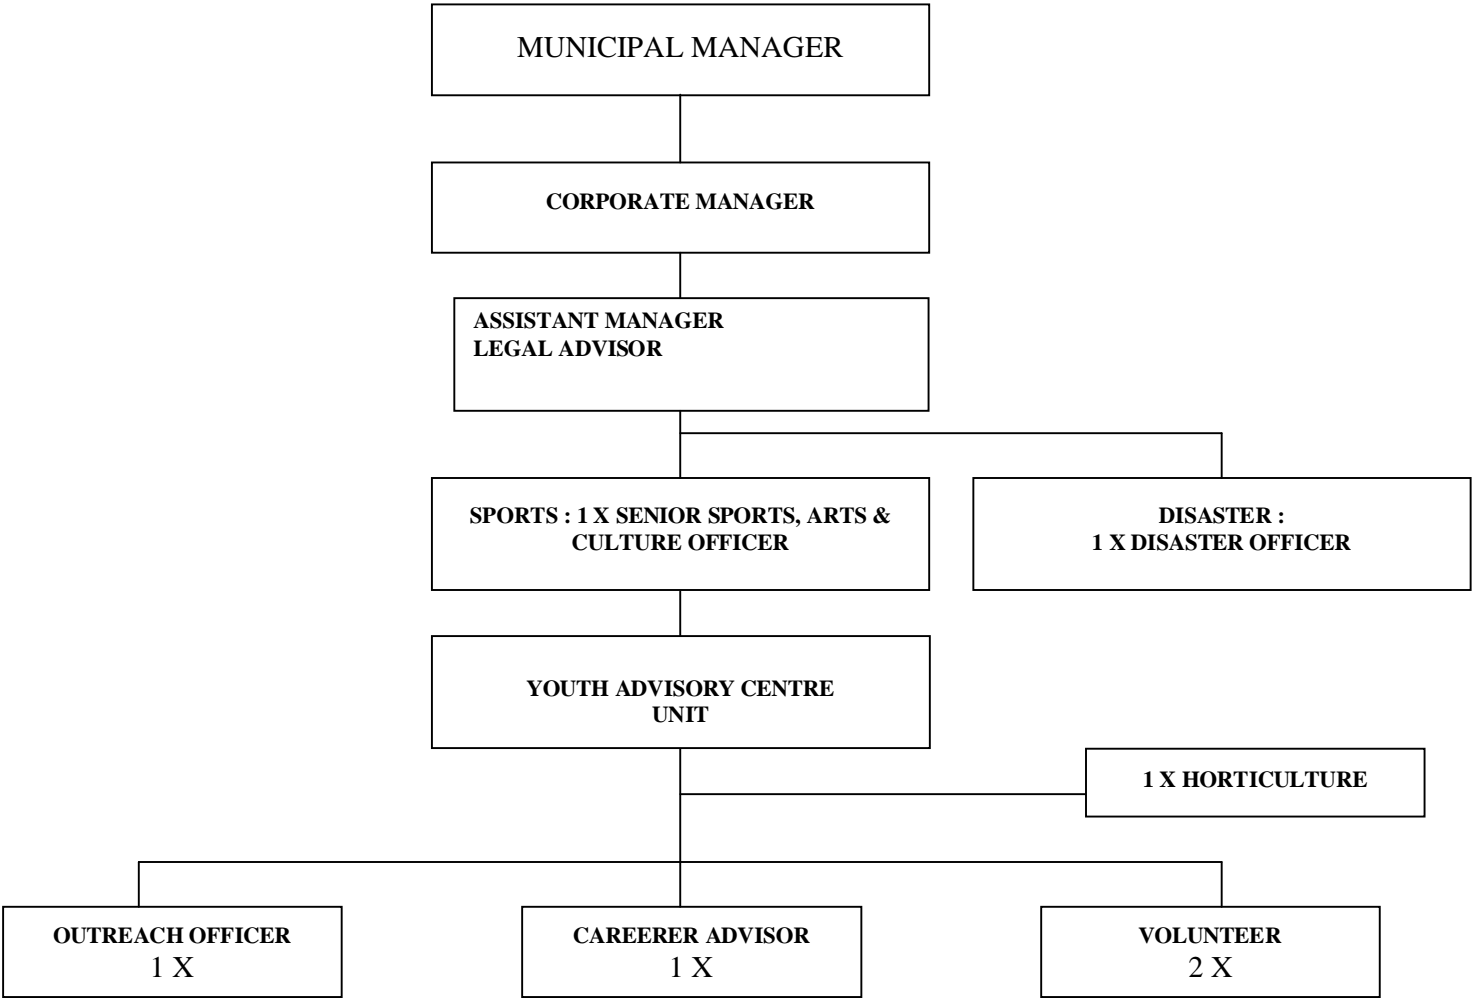 MUNICIPAL MANAGER
CORPORATE MANAGER
ASSISTANT MANAGER
LEGAL ADVISOR
SPORTS : 1 X SENIOR SPORTS, ARTS &
CULTURE OFFICER
DISASTER :
1 X DISASTER OFFICER
YOUTH ADVISORY CENTRE
UNIT
1 X HORTICULTURE
OUTREACH OFFICER
1 X
CAREERER ADVISOR
1 X
VOLUNTEER
2 X